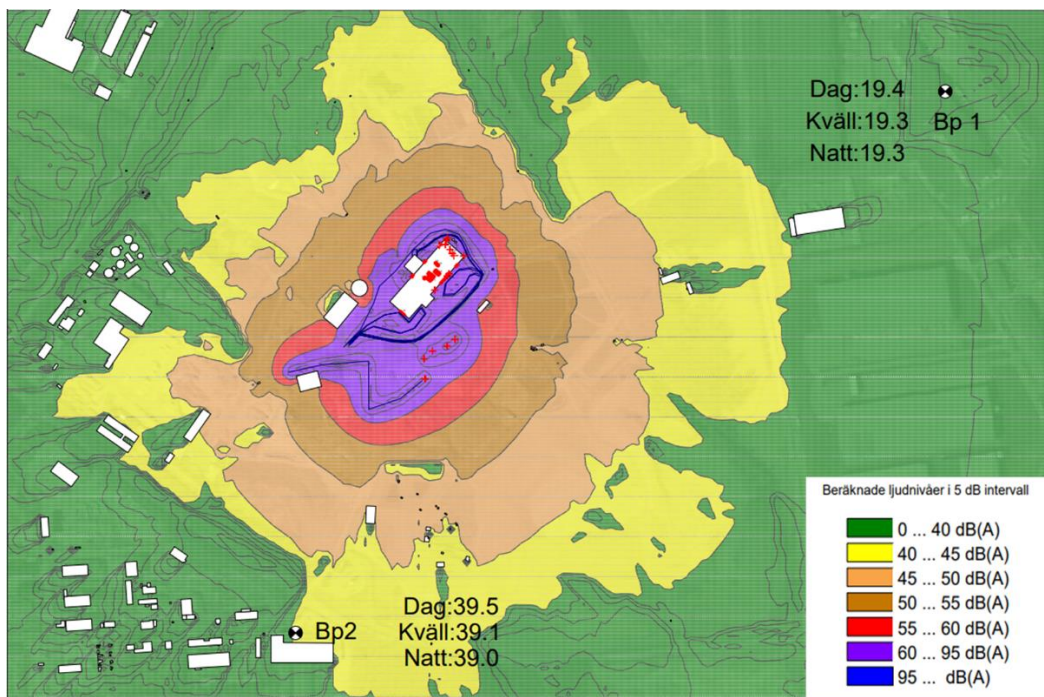 Dag:19.4
Kväll:19.3 Bp 1
Natt:19.3
Dag:39.5
Bp2 Kväll:39.1
Natt:39.0
Beräknade ljudnivåer i 5 dB intervall
0 ... 40 dB(A)
40 ... 45 dB(A)
45 ... 50 dB(A)
50 ... 55 dB(A)
55 ... 60 dB(A)
60 ... 95 dB(A)
95 ... dB(A)